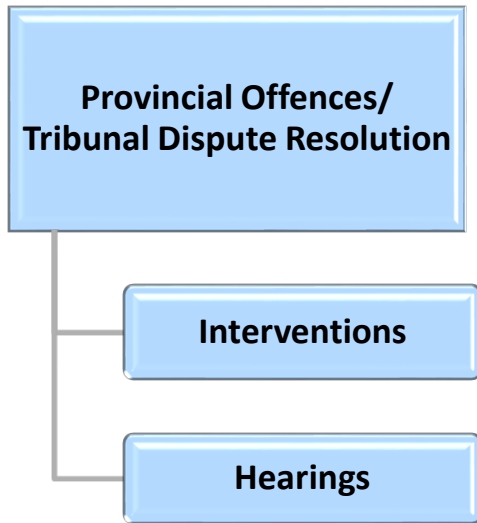 Provincial Offences/
Tribunal Dispute Resolution
Interventions
Hearings